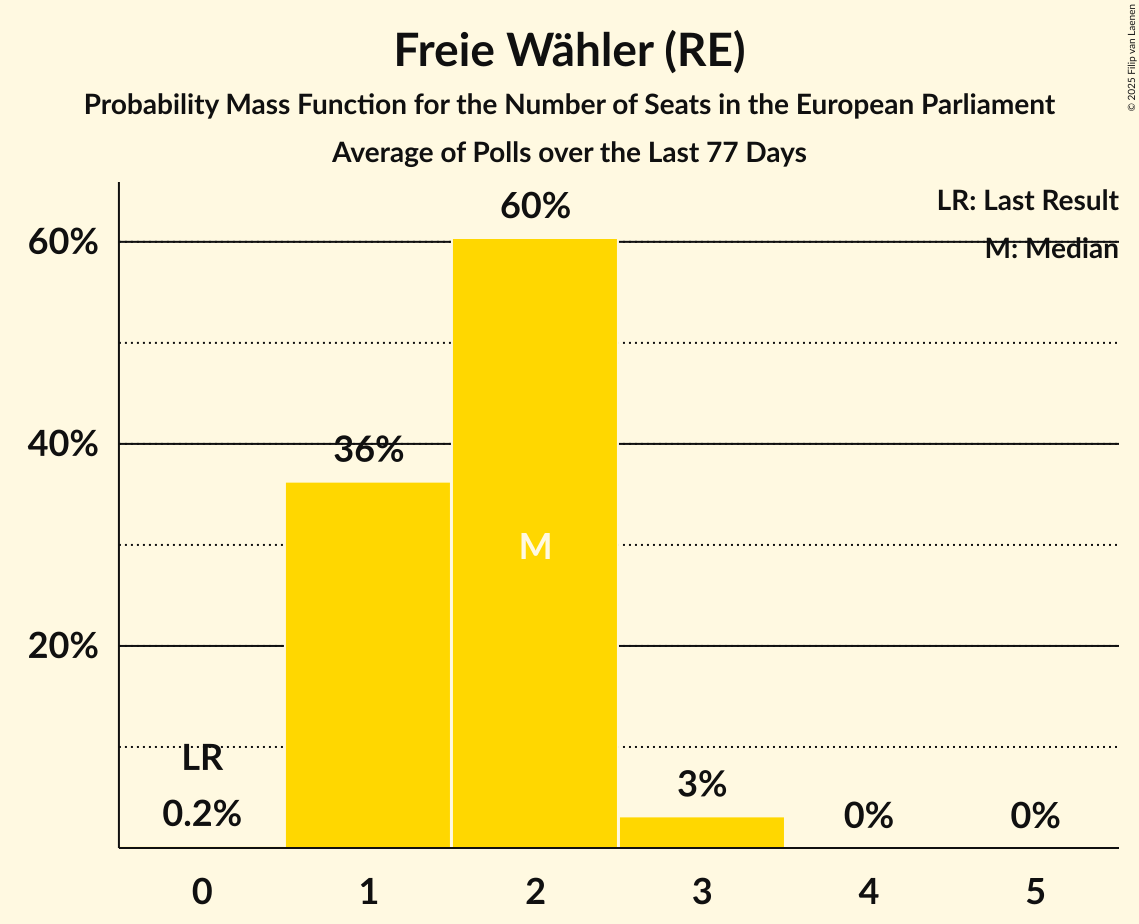 Freie Wähler (RE)
Probability Mass Function for the Number of Seats in the European Parliament
Average of Polls over the Last 77 Days
© 2025 Filip van Laenen
LR: Last Result
M: Median
60%
40%
20%
LR
0.2%
36%
60%
M
3%
0%
0%
0
1
2
3
4
5